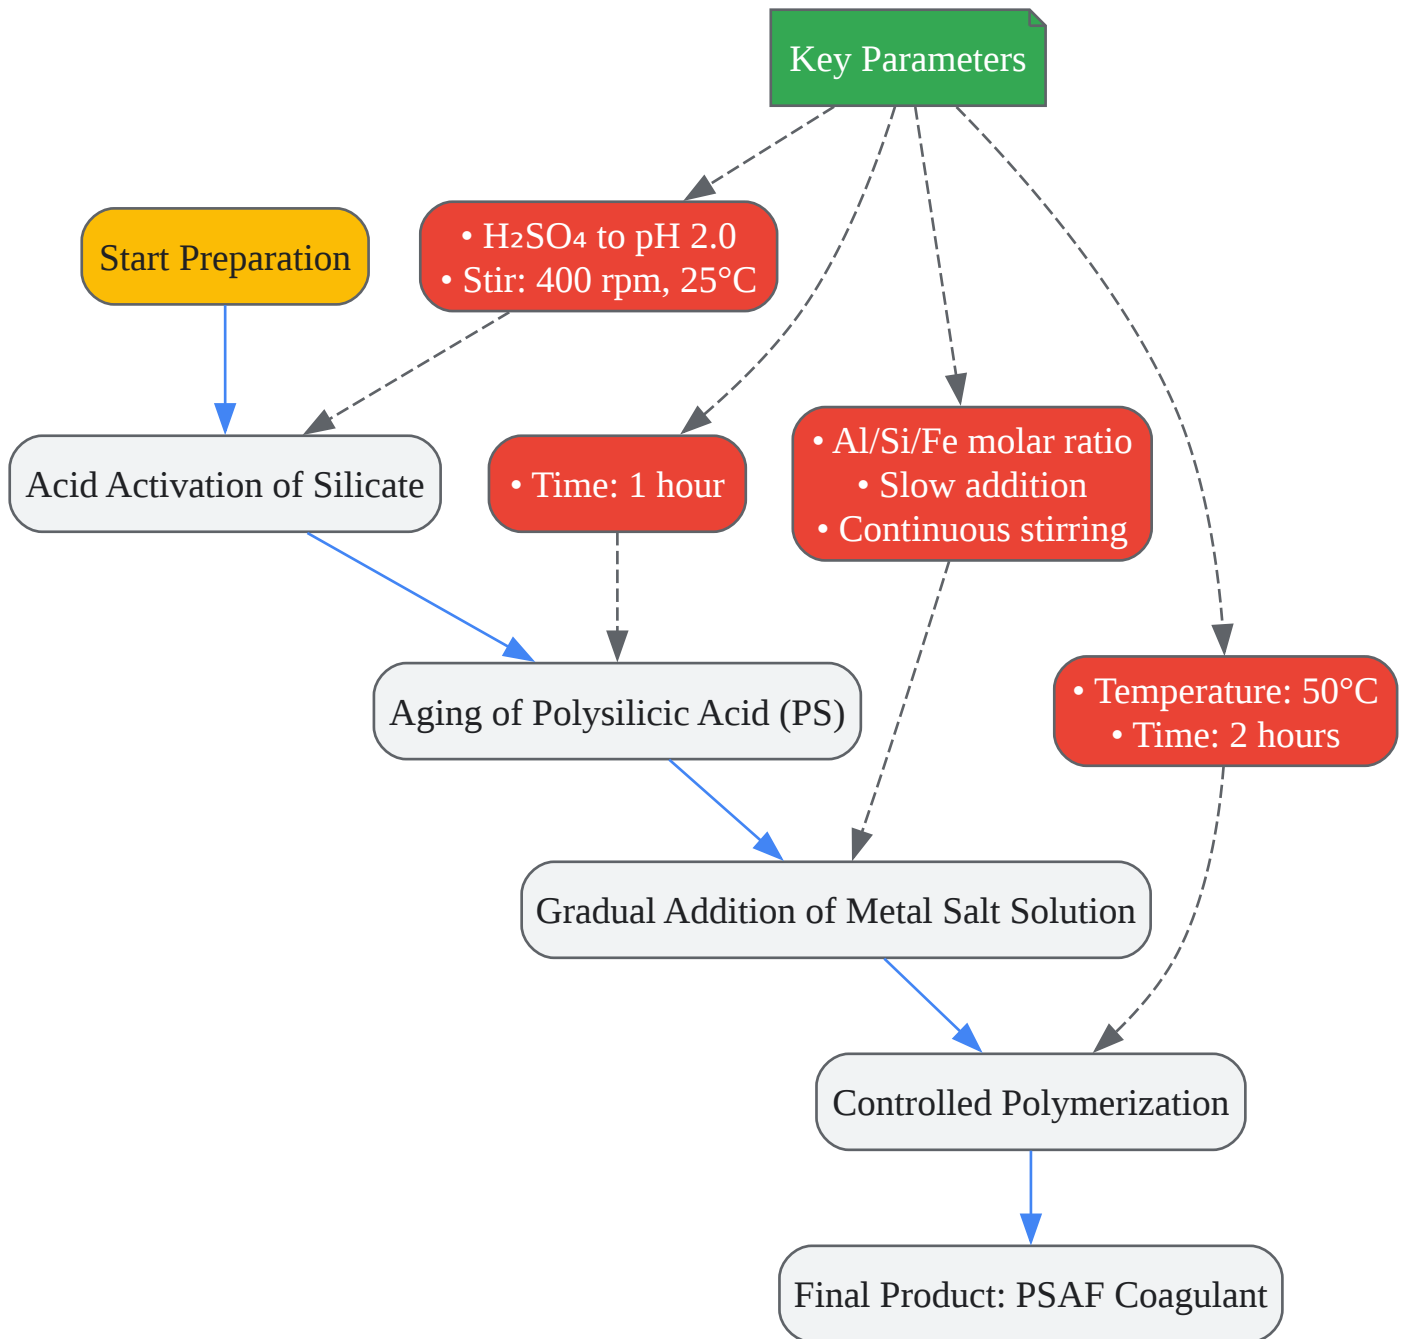 Key Parameters
Start Preparation
• H₂SO₄ to pH 2.0
• Stir: 400 rpm, 25°C
Acid Activation of Silicate
• Time: 1 hour
• Al/Si/Fe molar ratio
• Slow addition
• Continuous stirring
Aging of Polysilicic Acid (PS)
• Temperature: 50°C
• Time: 2 hours
Gradual Addition of Metal Salt Solution
Controlled Polymerization
Final Product: PSAF Coagulant